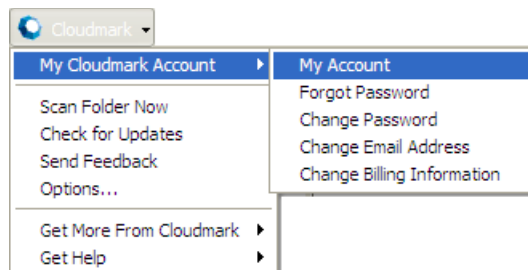 Cloudmark
My Cloudmark Account
Scan Folder Now
Check for Updates
Send Feedback
Options...
Get More From Cloudmark
Get Help
My Account
Forgot Password
Change Password
Change Email Address
Change Billing Information